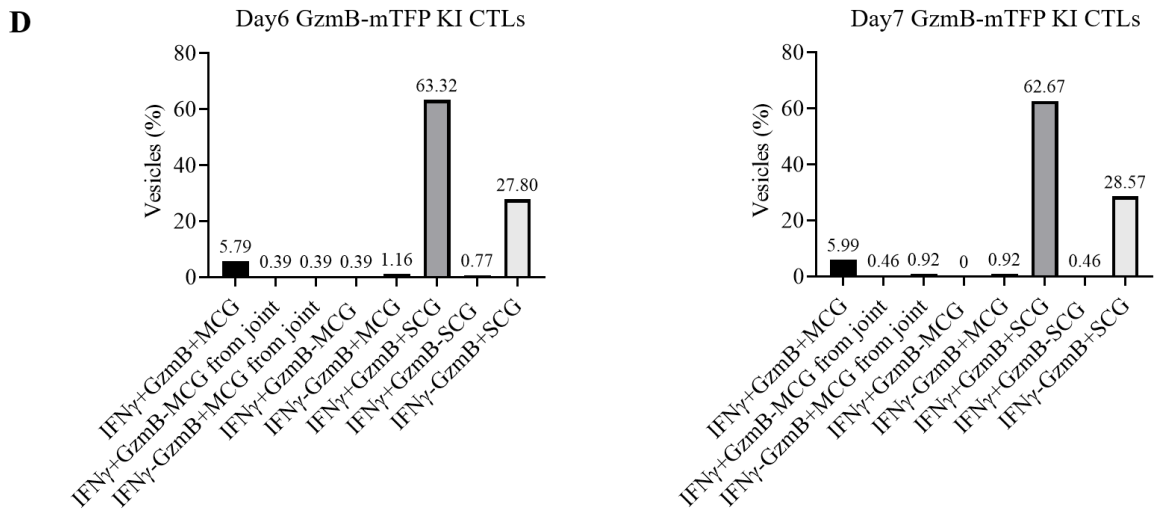 D
Day6 GzmB-mTFP KI CTLs
Vesicles (%)
80
60
40
20
0
5.79
0.39
0.39
0.39
1.16
63.32
0.77
27.80
IFNγ+GzmB+MCG
IFNγ+GzmB-MCG from joint
IFNγ-GzmB+MCG from joint
IFNγ+GzmB-MCG
IFNγ-GzmB+MCG
IFNγ+GzmB+SCG
IFNγ+GzmB-SCG
IFNγ-GzmB+SCG
Day7 GzmB-mTFP KI CTLs
Vesicles (%)
80
60
40
20
0
5.99
0.46
0.92
0
0.92
62.67
0.46
28.57
IFNγ+GzmB+MCG
IFNγ+GzmB-MCG from joint
IFNγ-GzmB+MCG from joint
IFNγ+GzmB-MCG
IFNγ-GzmB+MCG
IFNγ+GzmB+SCG
IFNγ+GzmB-SCG
IFNγ-GzmB+SCG